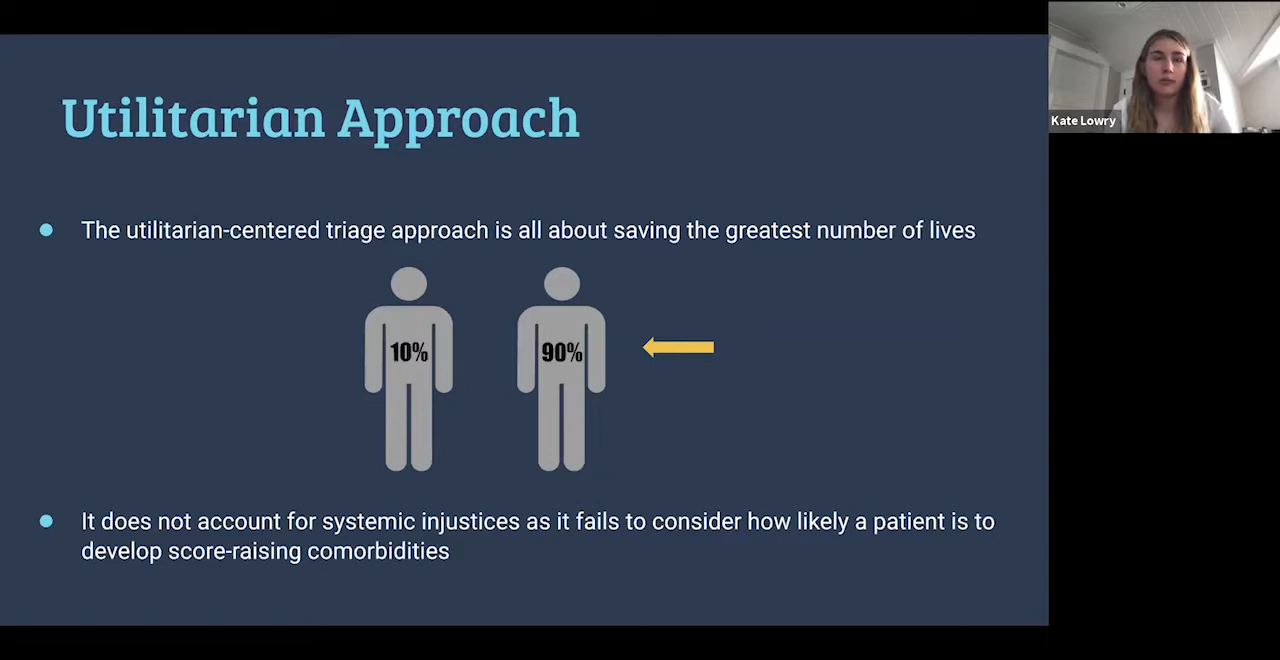 Utilitarian Approach
Kate Lowry
The utilitarian-centered triage approach is all about saving the greatest number of lives
10%
90%
It does not account for systemic injustices as it fails to consider how likely a patient is to
develop score-raising comorbidities